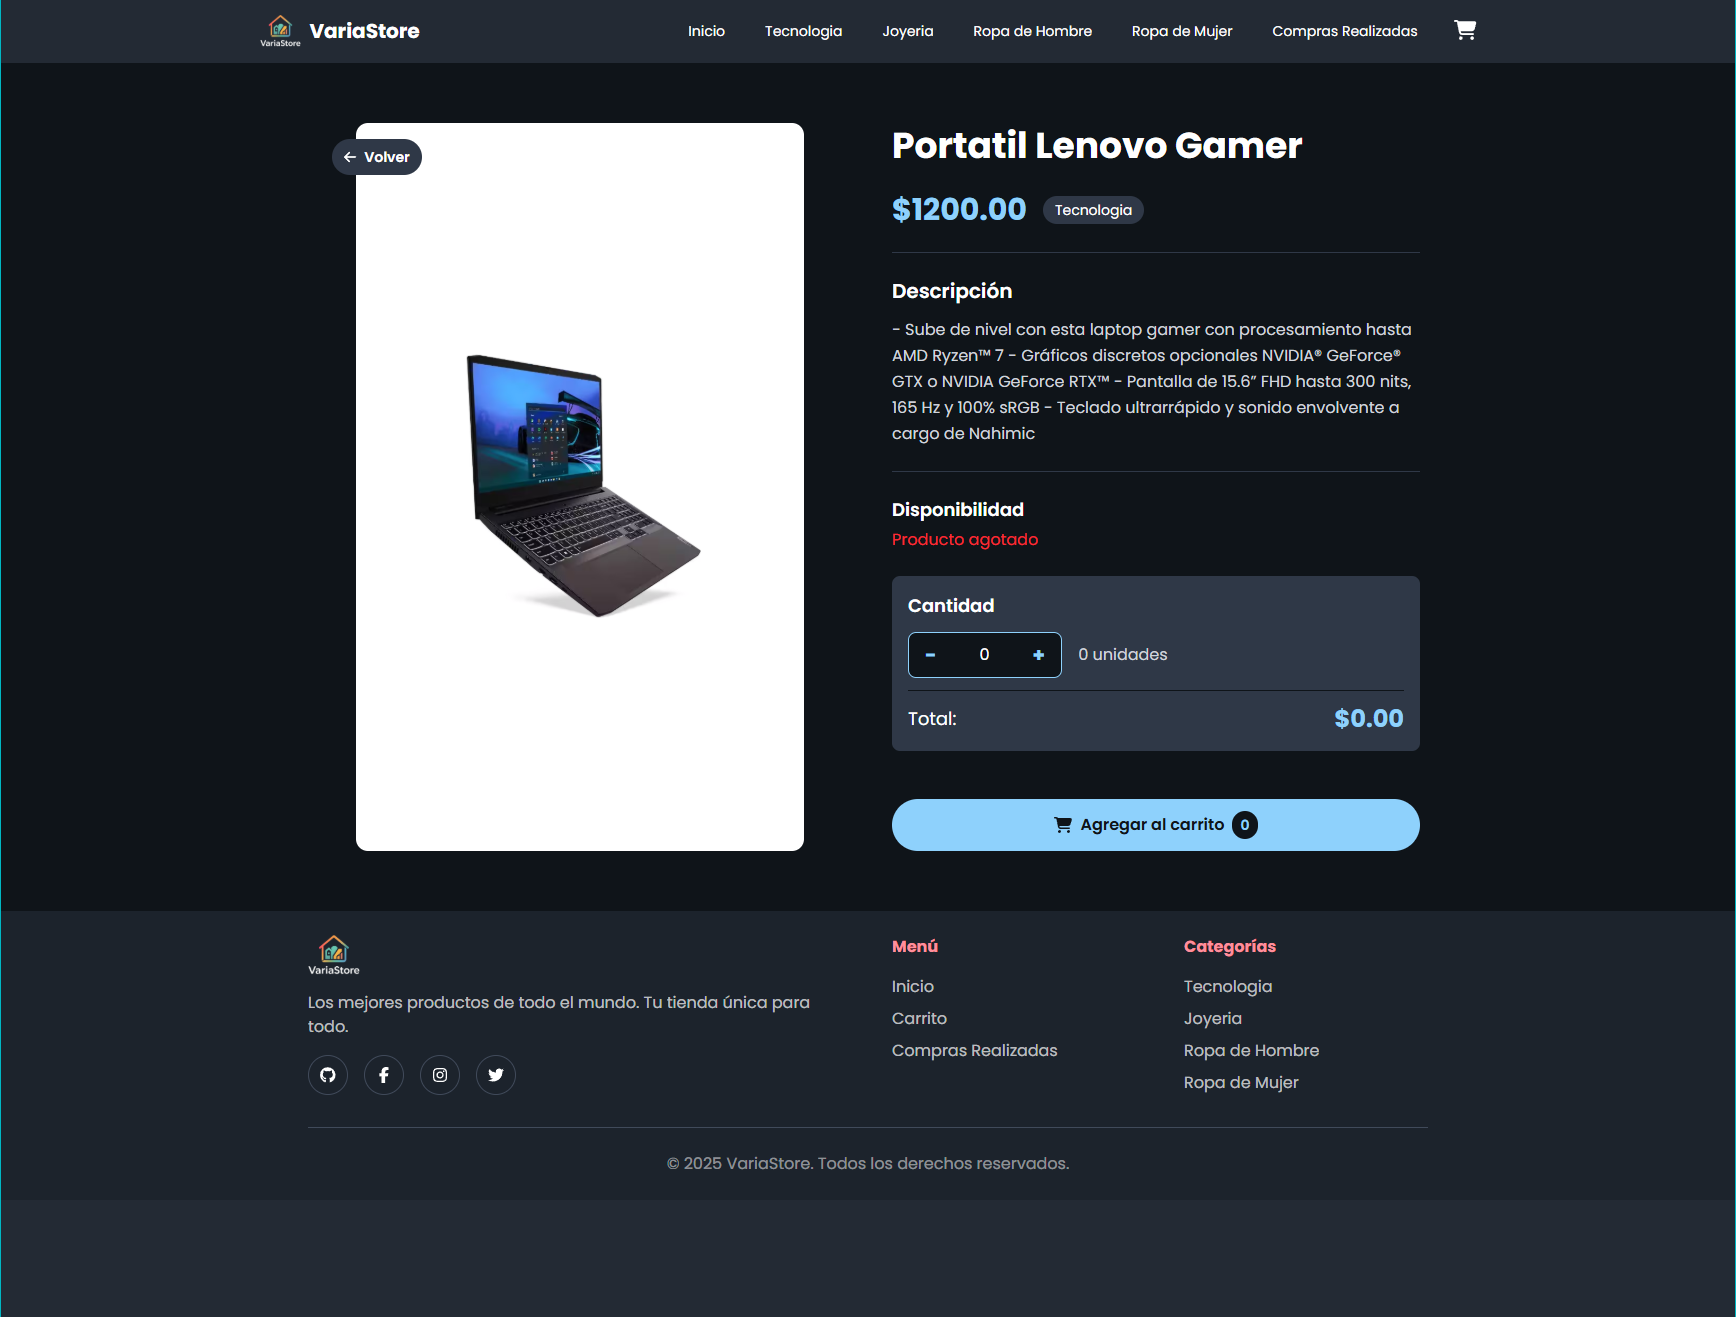 VariaStore
VariaStore
Inicio
Tecnologia
Joyeria
Ropa de Hombre
Ropa de Mujer
Compras Realizadas
Volver
Portatil Lenovo Gamer
$1200.00
Tecnologia
Descripción
- Sube de nivel con esta laptop gamer con procesamiento hasta
AMD Ryzen™ 7 - Gráficos discretos opcionales NVIDIA® GeForce®
GTX o NVIDIA GeForce RTX™ - Pantalla de 15.6” FHD hasta 300 nits,
165 Hz y 100% sRGB - Teclado ultrarrápido y sonido envolvente a
cargo de Nahimic
Disponibilidad
Producto agotado
Cantidad
- 0 +
0 unidades
Total:
$0.00
Agregar al carrito 0
VariaStore
Los mejores productos de todo el mundo. Tu tienda única para
todo.
Menú
Inicio
Carrito
Compras Realizadas
Categorías
Tecnologia
Joyeria
Ropa de Hombre
Ropa de Mujer
© 2025 VariaStore. Todos los derechos reservados.